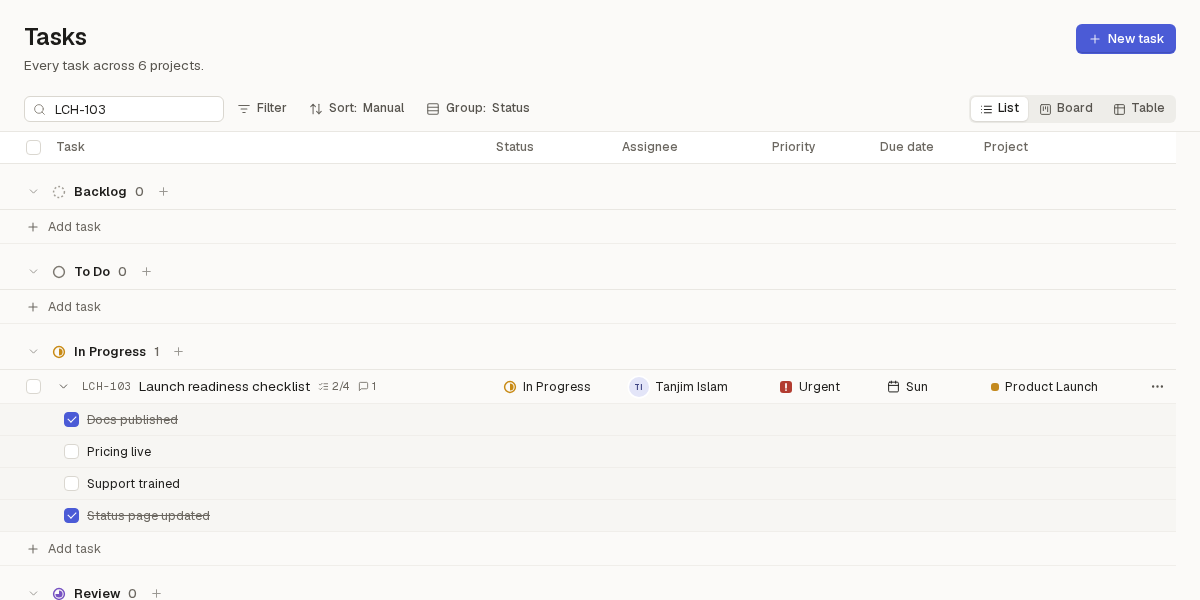 Tasks
New task
Every task across 6 projects.
LCH-103
Filter
Sort: Manual
Group: Status
List
Board
Table
Task Status Assignee Priority Due date Project
Backlog 0
Add task
To Do 0
Add task
In Progress 1
LCH-103 Launch readiness checklist 2/4 1 In Progress TI Tanjim Islam Urgent Sun Product Launch
Docs published
Pricing live
Support trained
Status page updated
Add task
Review 0